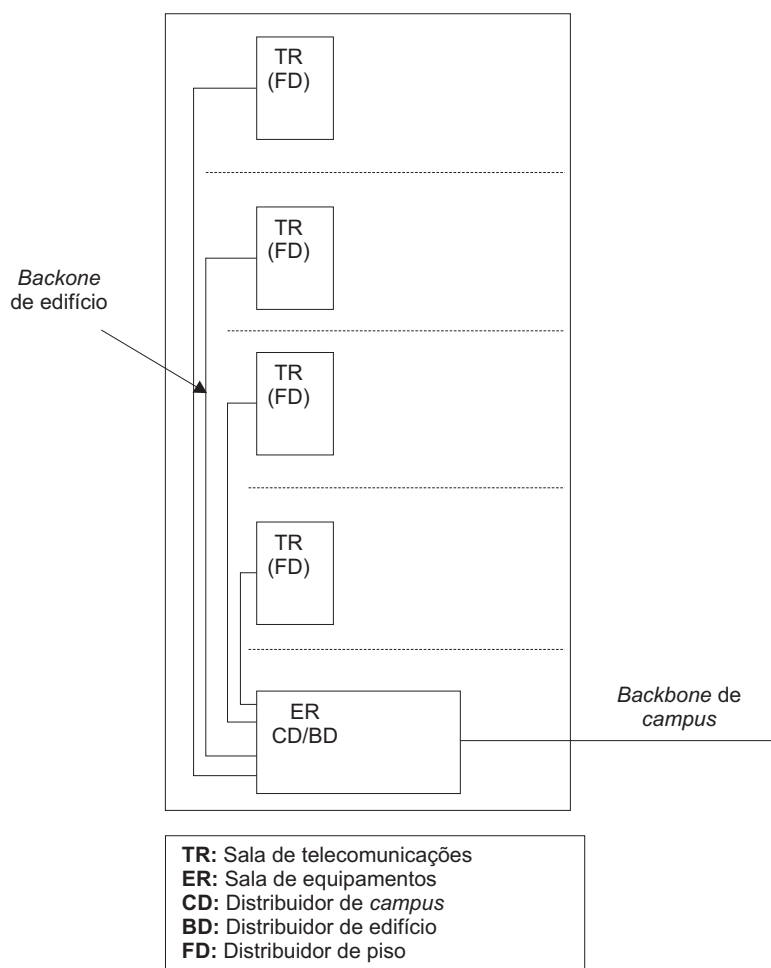 TR
(FD)
TR
(FD)
Backone
de edifício
TR
(FD)
TR
(FD)
ER
CD/BD
Backbone de
campus
TR: Sala de telecomunicações
ER: Sala de equipamentos
CD: Distribuidor de campus
BD: Distribuidor de edifício
FD: Distribuidor de piso